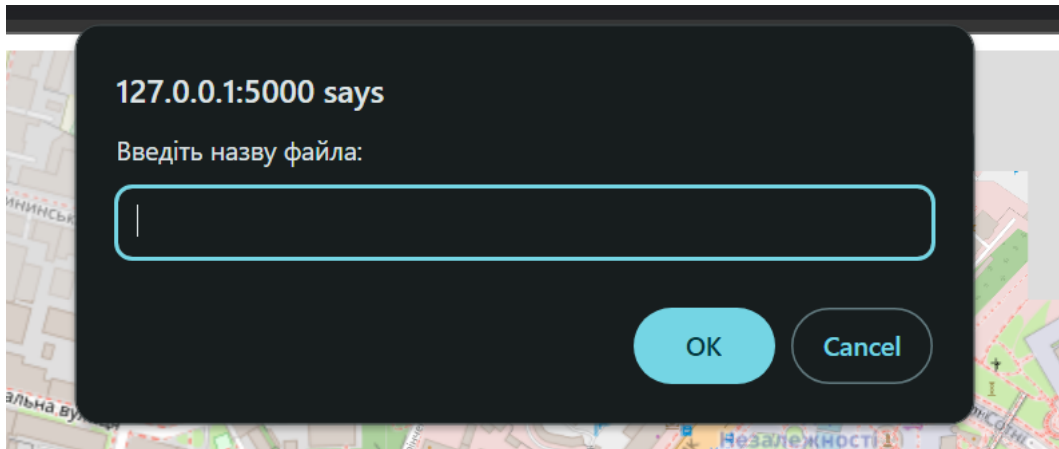 127.0.0.1:5000 says
Введіть назву файла:
OK
Cancel
Незалежності